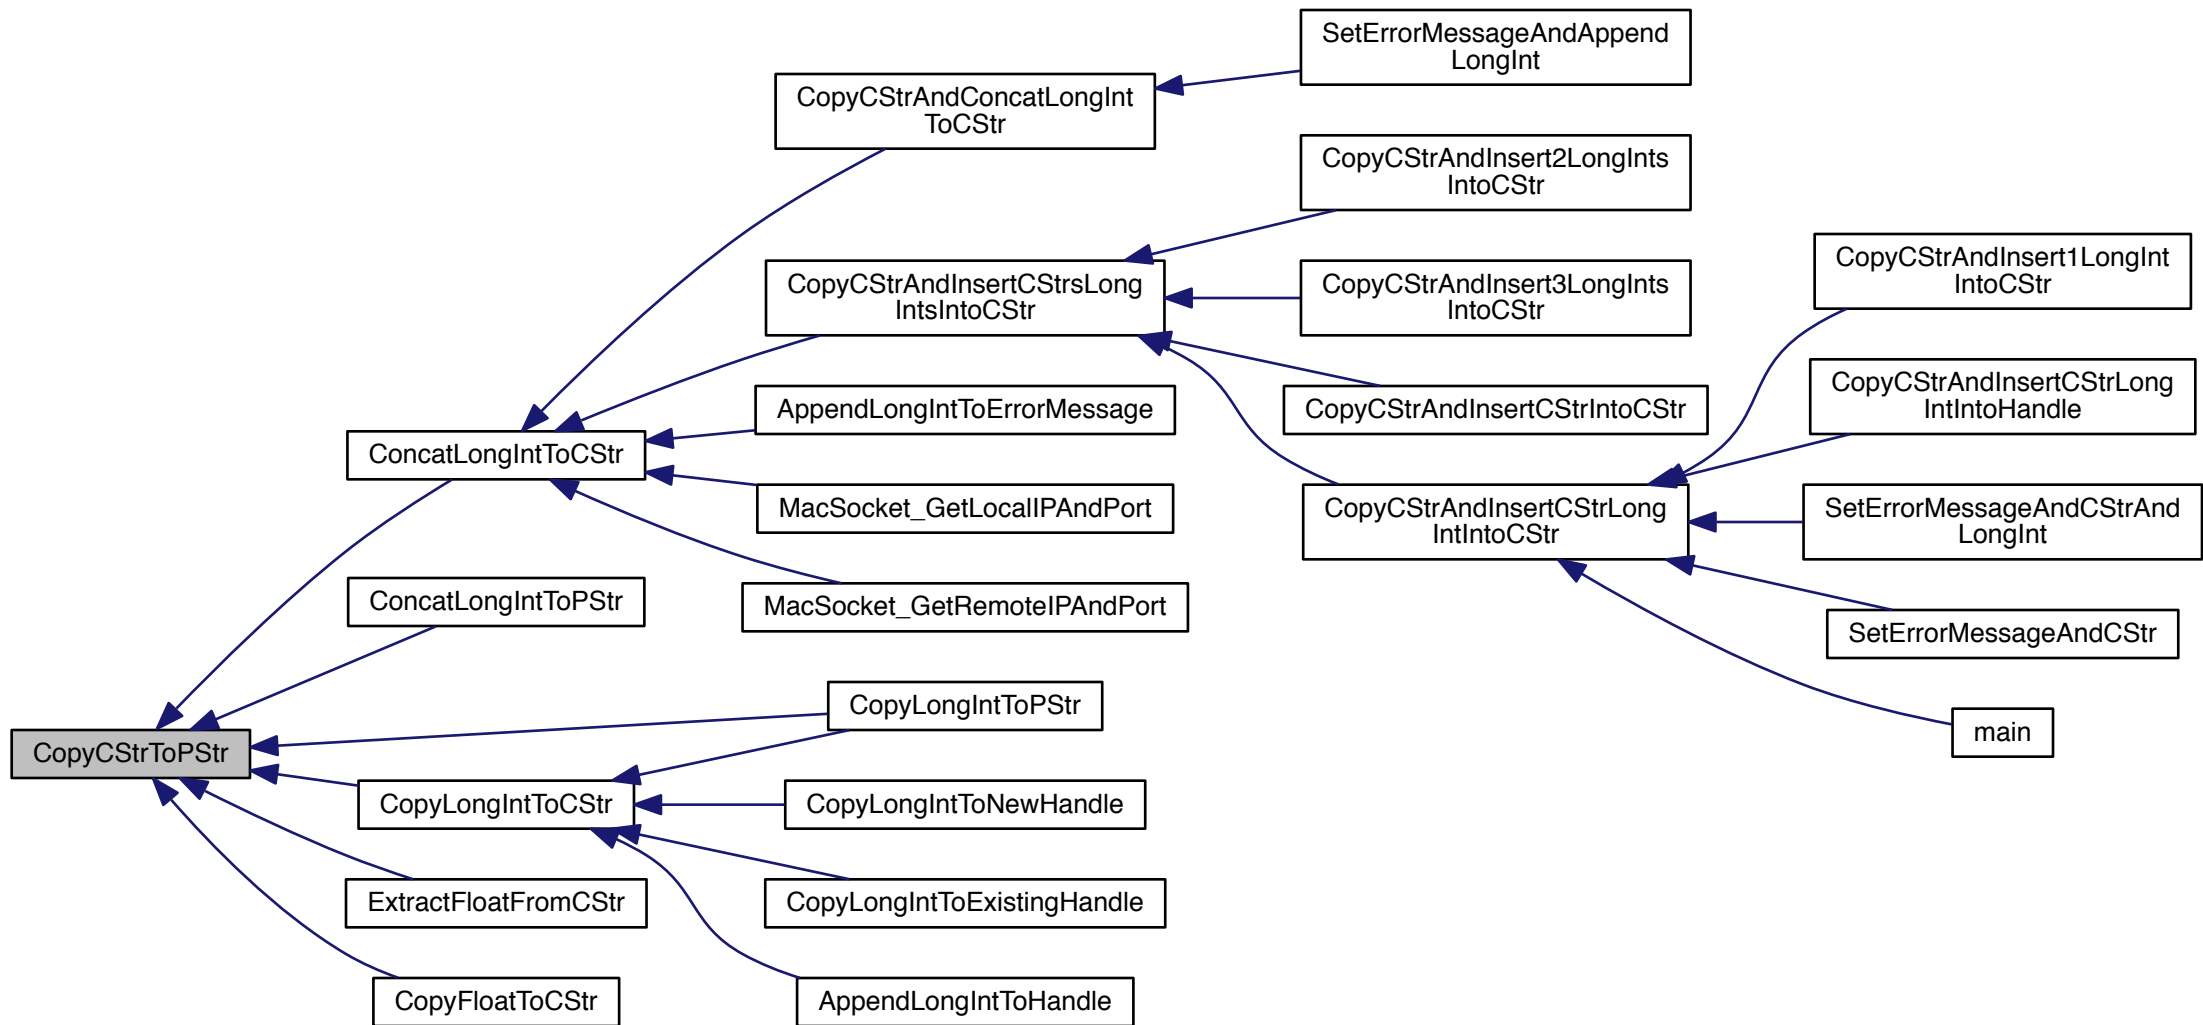 SetErrorMessageAndAppend
LongInt
CopyCStrAndConcatLongInt
ToCStr
CopyCStrAndInsert2LongInts
IntoCStr
CopyCStrAndInsertCStrsLong
IntsIntoCStr
CopyCStrAndInsert3LongInts
IntoCStr
CopyCStrAndInsert1LongInt
IntoCStr
AppendLongIntToErrorMessage
CopyCStrAndInsertCStrIntoCStr
CopyCStrAndInsertCStrLong
IntIntoHandle
ConcatLongIntToCStr
MacSocket_GetLocalIPAndPort
CopyCStrAndInsertCStrLong
IntIntoCStr
SetErrorMessageAndCStrAnd
LongInt
ConcatLongIntToPStr
MacSocket_GetRemoteIPAndPort
SetErrorMessageAndCStr
CopyLongIntToPStr
main
CopyCStrToPStr
CopyLongIntToCStr
CopyLongIntToNewHandle
ExtractFloatFromCStr
CopyLongIntToExistingHandle
CopyFloatToCStr
AppendLongIntToHandle